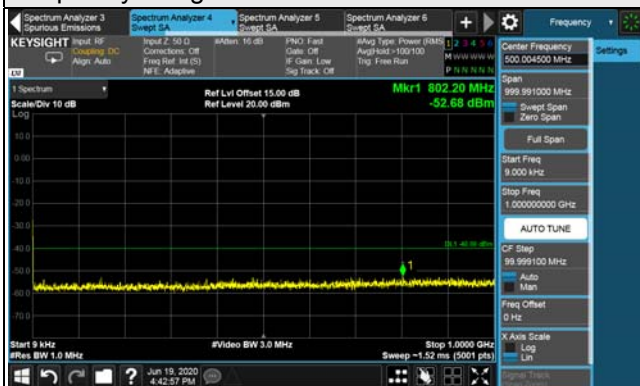 Spectrum Analyzer 3
Spurious Emissions
Spectrum Analyzer 4
Swept SA
Spectrum Analyzer 5
Swept SA
Spectrum Analyzer 6
Swept SA
Frequency
KEYSIGHT
Input: RF
Coupling: DC
Align: Auto
Input Z: 50 Ω
Corrections: Off
Freq Ref: Int (S)
NFE: Adaptive
#Atten: 16 dB
PNO: Fast
Gate: Off
IF Gain: Low
Sig Track: Off
#Avg Type: Power (RMS
Avg|Hold:>100/100
Trig: Free Run
1 2 3 4 5 6
M W W W W W
P N N N N N
LXI
1 Spectrum
Scale/Div 10 dB
Log
Ref Lvl Offset 15.00 dB
Ref Level 20.00 dBm
Mkr1 802.20 MHz
-52.68 dBm
10.0
0.00
-10.0
-20.0
-30.0
-40.0
-50.0
-60.0
-70.0
1
Start 9 kHz
#Res BW 1.0 MHz
#Video BW 3.0 MHz
Stop 1.0000 GHz
Sweep ~1.52 ms (5001 pts)
Jun 19, 2020
4:42:57 PM
Center Frequency
500.004500 MHz
Span
999.991000 MHz
Swept Span
Zero Span
Full Span
Start Freq
9.000 kHz
Stop Freq
1.000000000 GHz
AUTO TUNE
CF Step
99.999100 MHz
Auto
Man
Freq Offset
0 Hz
X Axis Scale
Log
Lin
Signal Track
Settings